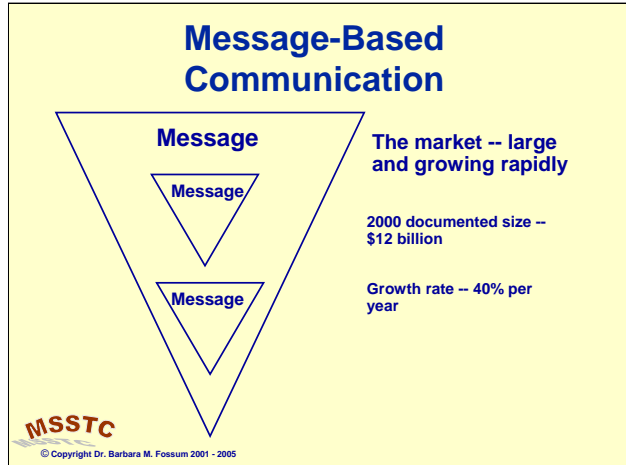 Message-Based
Communication
Message
Message
Message
The market -- large
and growing rapidly
2000 documented size --
$12 billion
Growth rate -- 40% per
year
MSSTC
© Copyright Dr. Barbara M. Fossum 2001 - 2005